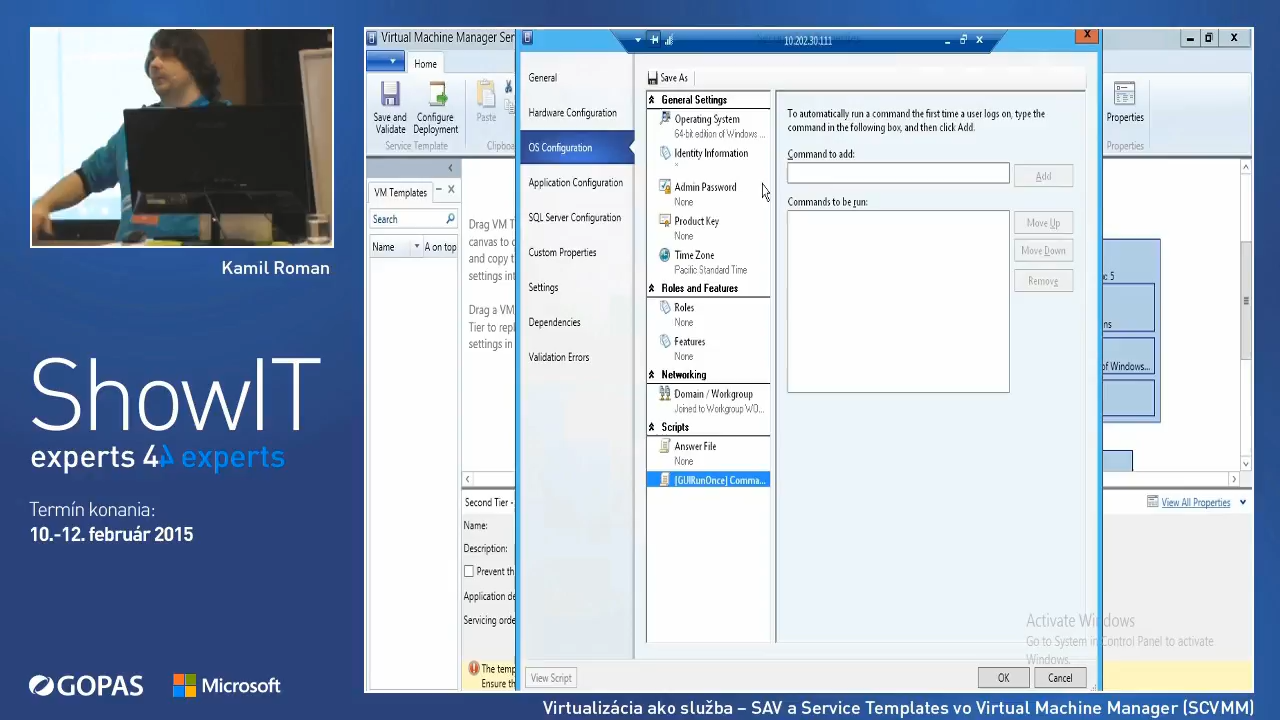 Virtual Machine Manager Ser
10.202.30.111
Home
Save and
Validate
Configure
Deployment
Paste
Service Template
Clipboa
Properties
Properties
VM Templates
Search
Name
A on top
Drag VM T
canvas to c
and copy t
settings int
Drag a VM
Tier to repl
settings in
General
Hardware Configuration
OS Configuration
Application Configuration
SQL Server Configuration
Custom Properties
Settings
Dependencies
Validation Errors
View Script
Save As
General Settings
Operating System
64-bit edition of Windows ...
Identity Information
*
Admin Password
None
Product Key
None
Time Zone
Pacific Standard Time
Roles and Features
Roles
None
Features
None
Networking
Domain / Workgroup
Joined to Workgroup WO...
Scripts
Answer File
None
[GUIRunOnce] Comma...
To automatically run a command the first time a user logs on, type the
command in the following box, and then click Add.
Command to add:
Add
Commands to be run:
Move Up
Move Down
Remove
OK
Cancel
: 5
ns
of Windows...
View All Properties
Second Tier -
Name:
Description:
Prevent th
Application de
Servicing orde
The temp
Ensure the
Activate Windows
Go to System in Control Panel to activate
Windows.
Kamil Roman
ShowIT
experts 4 experts
Termín konania:
10.-12. február 2015
GOPAS
Microsoft
Virtualizácia ako služba – SAV a Service Templates vo Virtual Machine Manager (SCVMM)